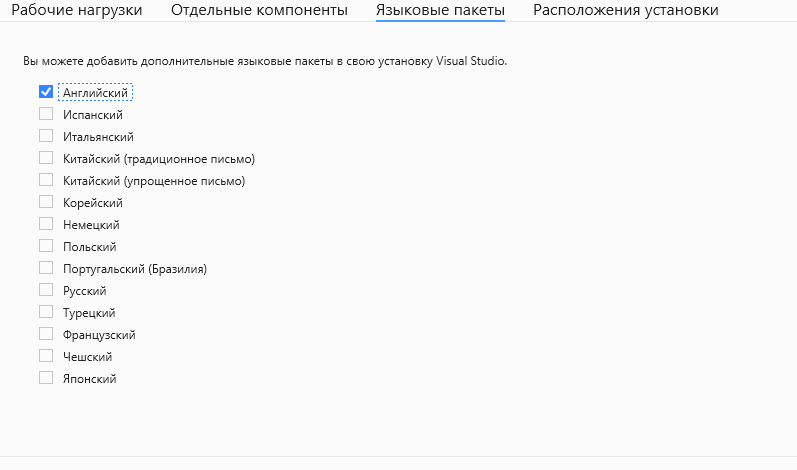 Рабочие нагрузки Отдельные компоненты Языковые пакеты Расположения установки
Вы можете добавить дополнительные языковые пакеты в свою установку Visual Studio.
Английский
Испанский
Итальянский
Китайский (традиционное письмо)
Китайский (упрощенное письмо)
Корейский
Немецкий
Польский
Португальский (Бразилия)
Русский
Турецкий
Французский
Чешский
Японский